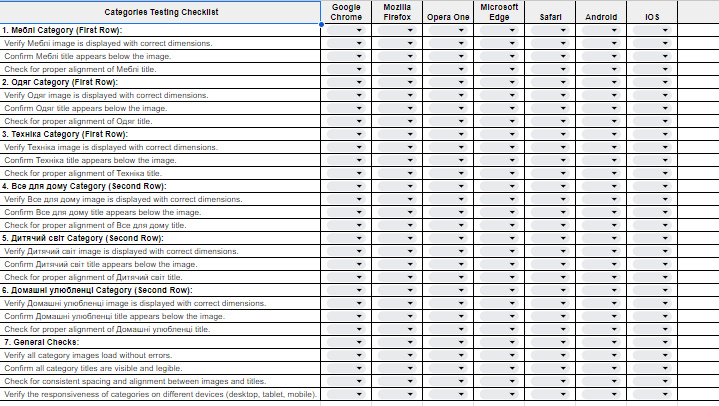 Categories Testing Checklist
Google Chrome
Mozilla Firefox
Opera One
Microsoft Edge
Safari
Android
iOS
1. Меблі Category (First Row):
Verify Меблі image is displayed with correct dimensions.
Confirm Меблі title appears below the image.
Check for proper alignment of Меблі title.
2. Одяг Category (First Row):
Verify Одяг image is displayed with correct dimensions.
Confirm Одяг title appears below the image.
Check for proper alignment of Одяг title.
3. Техніка Category (First Row):
Verify Техніка image is displayed with correct dimensions.
Confirm Техніка title appears below the image.
Check for proper alignment of Техніка title.
4. Все для дому Category (Second Row):
Verify Все для дому image is displayed with correct dimensions.
Confirm Все для дому title appears below the image.
Check for proper alignment of Все для дому title.
5. Дитячий світ Category (Second Row):
Verify Дитячий світ image is displayed with correct dimensions.
Confirm Дитячий світ title appears below the image.
Check for proper alignment of Дитячий світ title.
6. Домашні улюбленці Category (Second Row):
Verify Домашні улюбленці image is displayed with correct dimensions.
Confirm Домашні улюбленці title appears below the image.
Check for proper alignment of Домашні улюбленці title.
7. General Checks:
Verify all category images load without errors.
Confirm all category titles are visible and legible.
Check for consistent spacing and alignment between images and titles.
Verify the responsiveness of categories on different devices (desktop, tablet, mobile).